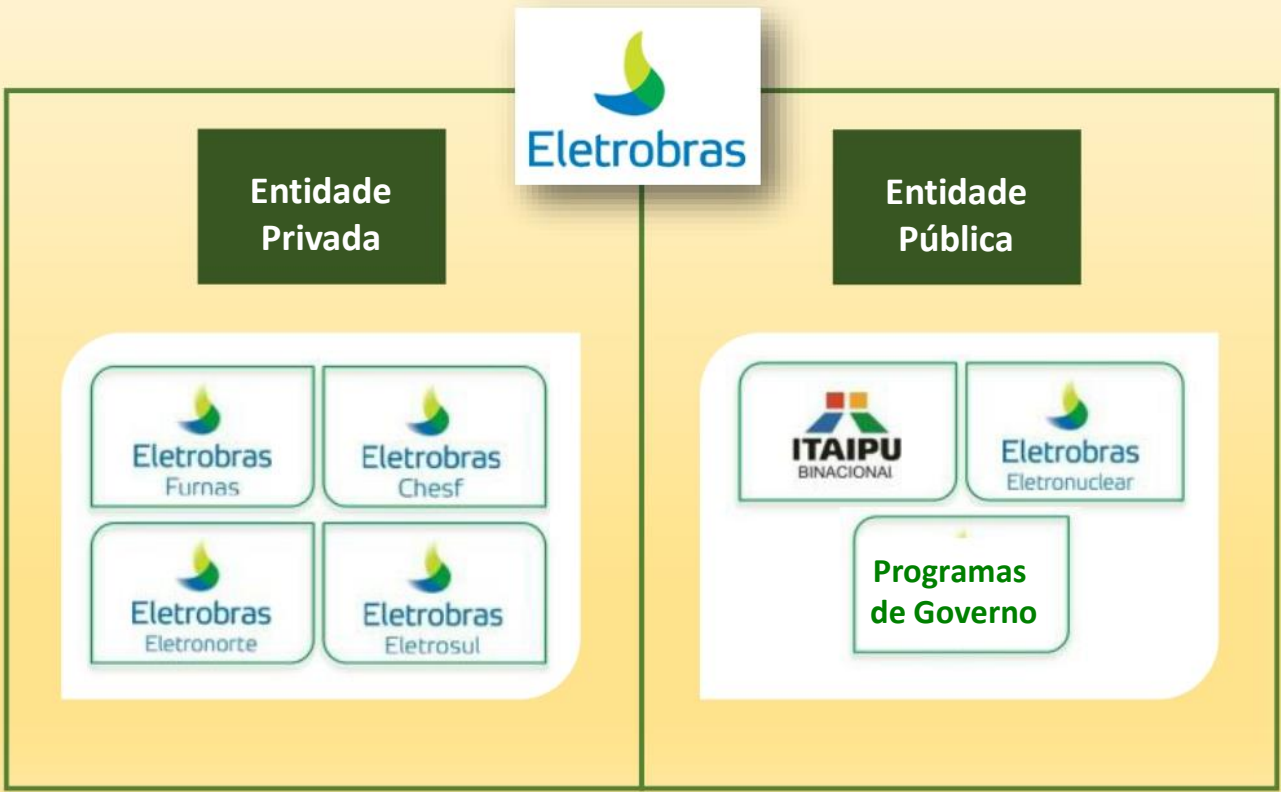 Eletrobras
Entidade
Privada
Eletrobras
Furnas
Eletrobras
Chesf
Eletrobras
Eletronorte
Eletrobras
Eletrosul
Entidade
Pública
ITAIPU
BINACIONAL
Eletrobras
Eletronuclear
Programas
de Governo